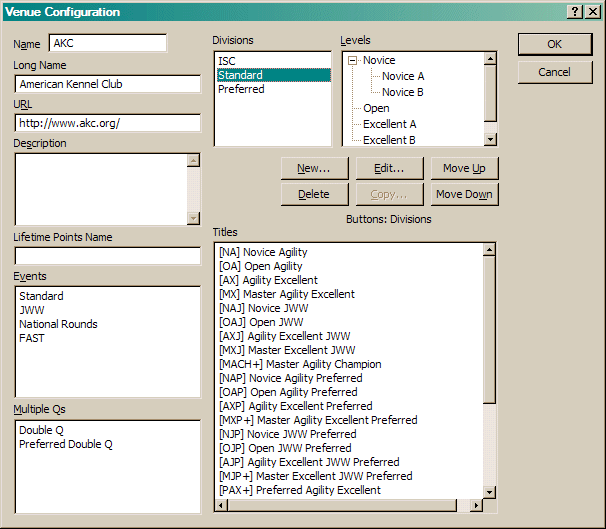 Venue Configuration
Name AKC
Long Name
American Kennel Club
URL
http://www.akc.org/
Description
Lifetime Points Name
Events
Standard
JWW
National Rounds
FAST
Multiple Qs
Double Q
Preferred Double Q
Divisions
ISC
Standard
Preferred
Levels
Novice
Novice A
Novice B
Open
Excellent A
Excellent B
OK
Cancel
New... Edit... Move Up
Delete Copy... Move Down
Buttons: Divisions
Titles
[NA] Novice Agility
[OA] Open Agility
[AX] Agility Excellent
[MX] Master Agility Excellent
[NAJ] Novice JWW
[OAJ] Open JWW
[AXJ] Agility Excellent JWW
[MXJ] Master Excellent JWW
[MACH+] Master Agility Champion
[NAP] Novice Agility Preferred
[OAP] Open Agility Preferred
[AXP] Agility Excellent Preferred
[MXP+] Master Agility Excellent Preferred
[NJP] Novice JWW Preferred
[OJP] Open JWW Preferred
[AJP] Agility Excellent JWW Preferred
[MJP+] Master Excellent JWW Preferred
[PAX+] Preferred Agility Excellent